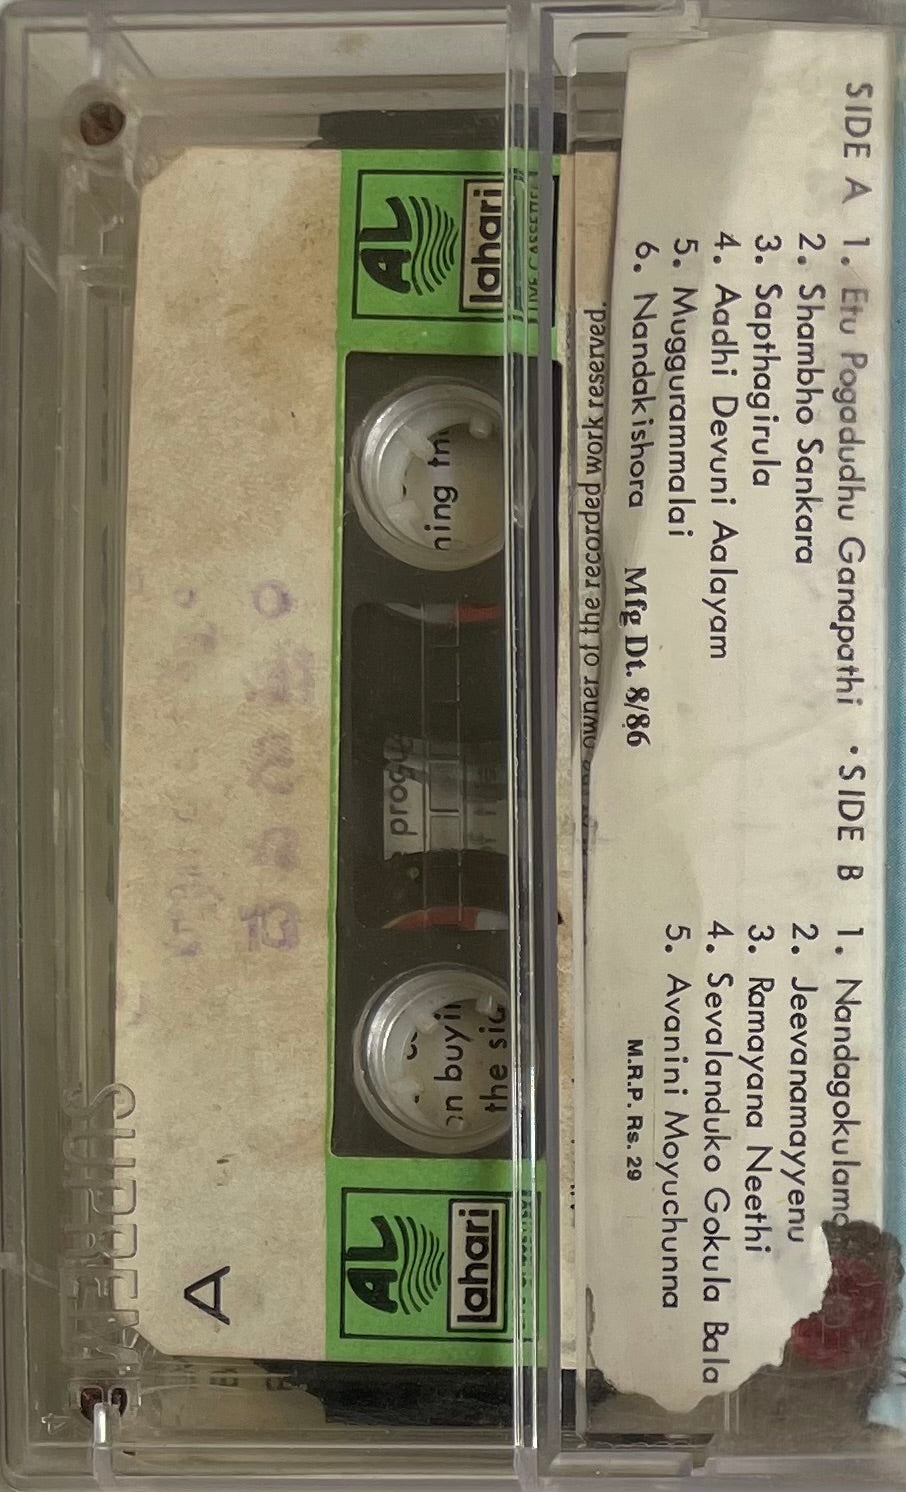 SIDE A
1. Etu Pogadudhu Ganapathi
2. Shambho Sankara
3. Sapthagirula
4. Aadhi Devuni Aalayam
5. Muggurammalai
6. Nandakishora
Mfg Dt. 8/86
• SIDE B
1. Nandagokulamo
2. Jeevanamayyenu
3. Ramayana Neethi
4. Sevalanduko Gokula Bala
5. Avanini Moyuchunna
M.R.P. Rs. 29
owner of the recorded work reserved.
AL
lahari
AL
lahari
the
A
SUPREME